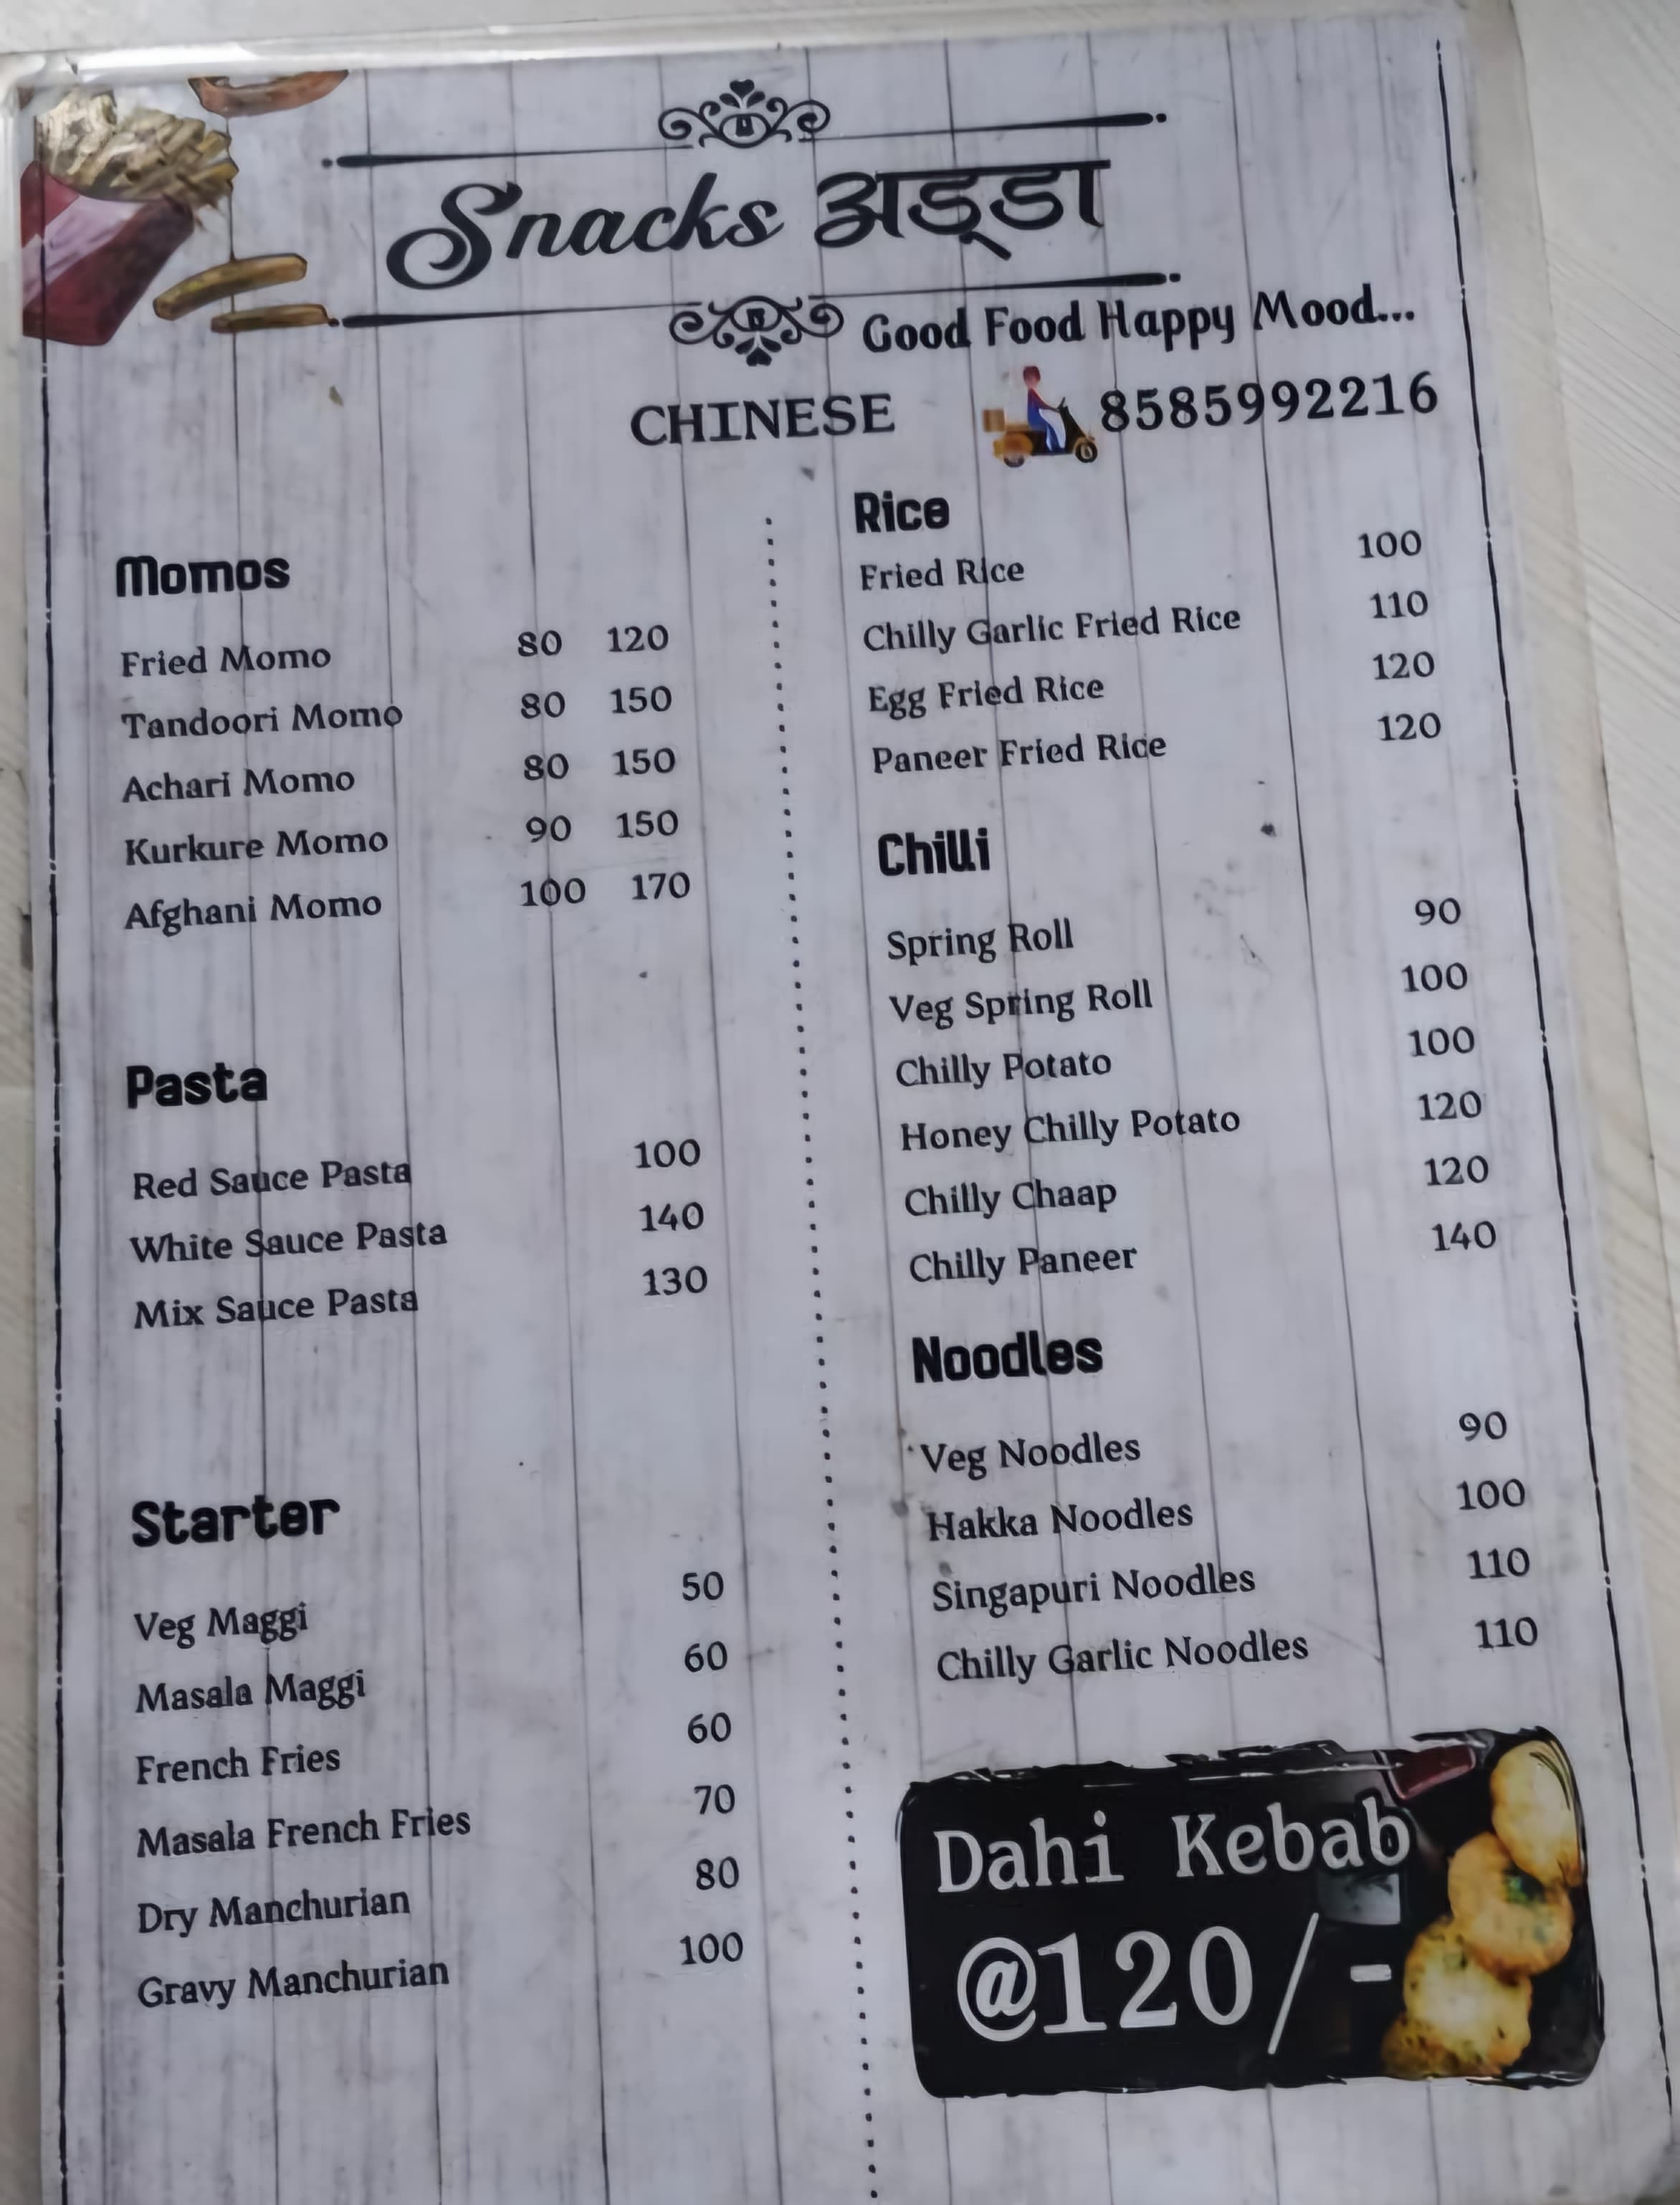 Snacks अड्डा
Good Food Happy Mood...
CHINESE 8585992216
Momos
Fried Momo 80 120
Tandoori Momo 80 150
Achari Momo 80 150
Kurkure Momo 90 150
Afghani Momo 100 170
Pasta
Red Sauce Pasta 100
White Sauce Pasta 140
Mix Sauce Pasta 130
Starter
Veg Maggi 50
Masala Maggi 60
French Fries 60
Masala French Fries 70
Dry Manchurian 80
Gravy Manchurian 100
Rice
Fried Rice 100
Chilly Garlic Fried Rice 110
Egg Fried Rice 120
Paneer Fried Rice 120
Chilli
Spring Roll 90
Veg Spring Roll 100
Chilly Potato 100
Honey Chilly Potato 120
Chilly Chaap 120
Chilly Paneer 140
Noodles
Veg Noodles 90
Hakka Noodles 100
Singapuri Noodles 110
Chilly Garlic Noodles 110
Dahi Kebab
@120/-